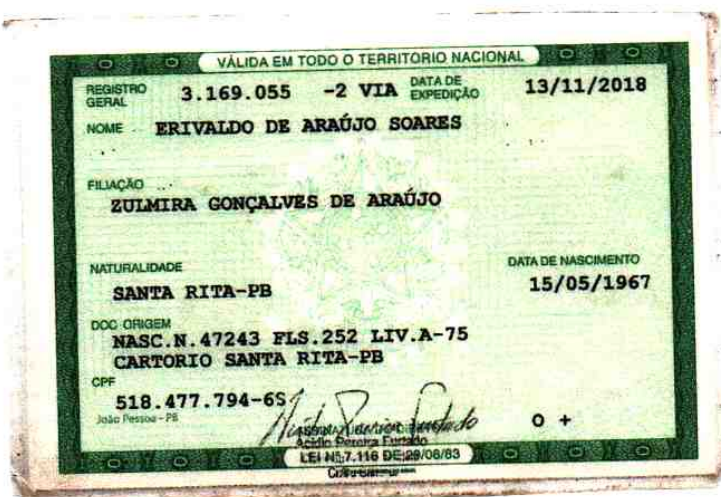 VÁLIDA EM TODO O TERRITORIO NACIONAL
REGISTRO GERAL 3.169.055 -2 VIA DATA DE EXPEDIÇÃO 13/11/2018
NOME ERIVALDO DE ARAÚJO SOARES
FILIAÇÃO
ZULMIRA GONÇALVES DE ARAÚJO
NATURALIDADE DATA DE NASCIMENTO
SANTA RITA-PB 15/05/1967
DOC ORIGEM
NASC.N.47243 FLS.252 LIV.A-75
CARTORIO SANTA RITA-PB
CPF
518.477.794-6
João Pessoa - PB
O +
Acidio Pereira Furtado
LEI Nº 7.116 DE 29/08/83